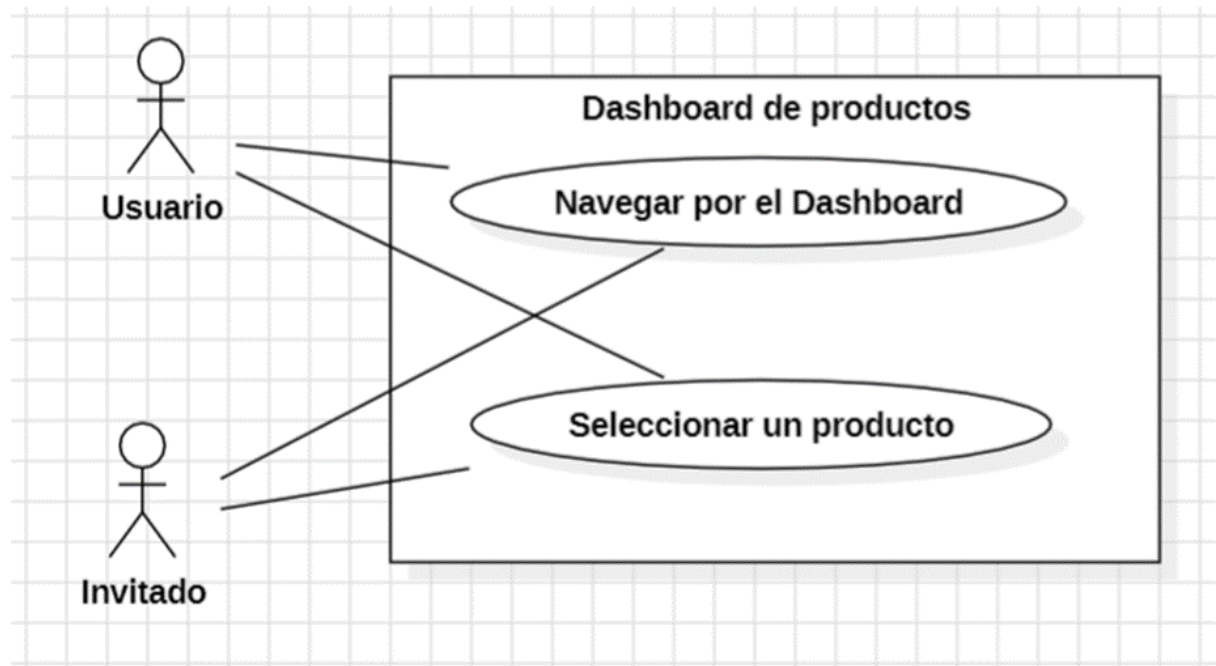 Dashboard de productos
Navegar por el Dashboard
Usuario
Seleccionar un producto
Invitado